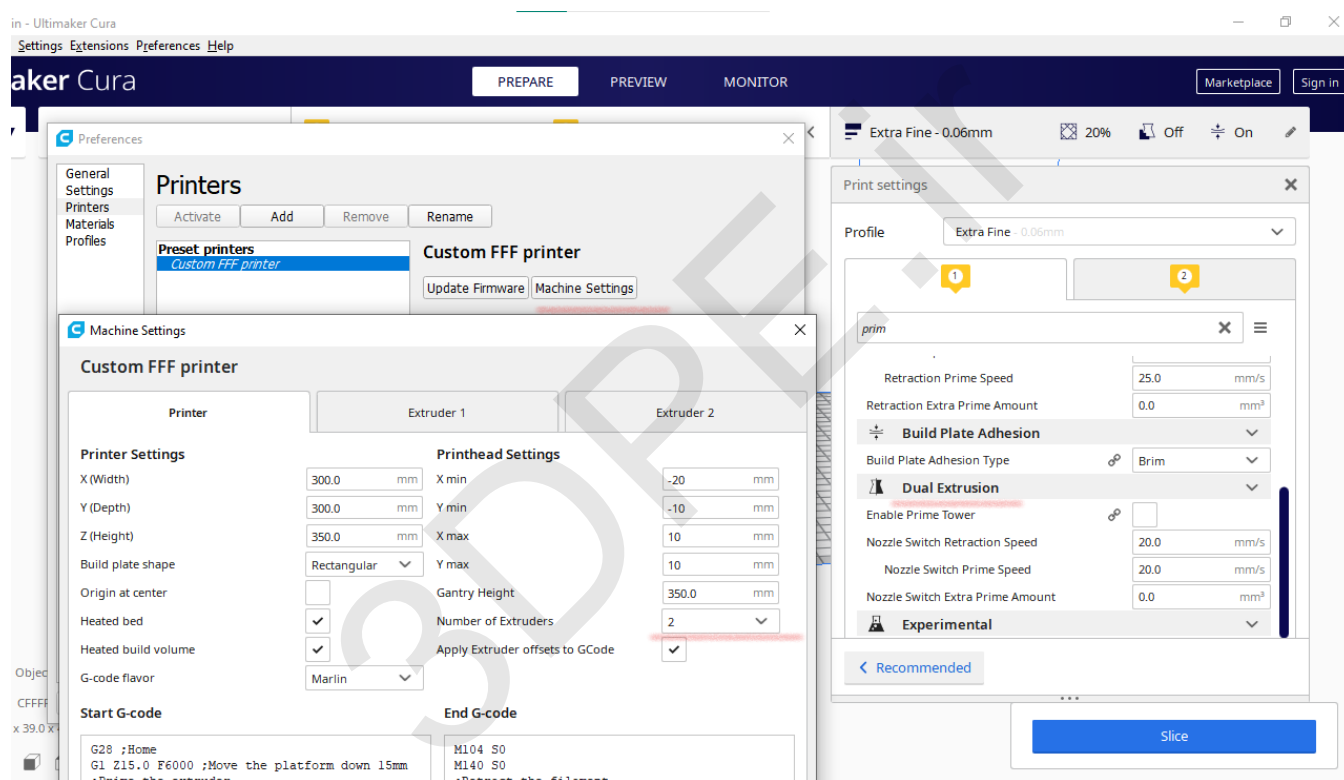 in - Ultimaker Cura
Settings Extensions Preferences Help
aker Cura
PREPARE
PREVIEW
MONITOR
Marketplace
Sign in
Preferences
General
Settings
Printers
Materials
Profiles
Printers
Activate
Add
Remove
Rename
Preset printers
Custom FFF printer
Custom FFF printer
Update Firmware
Machine Settings
Machine Settings
Custom FFF printer
Printer
Extruder 1
Extruder 2
Printer Settings
X (Width) 300.0 mm
Y (Depth) 300.0 mm
Z (Height) 350.0 mm
Build plate shape Rectangular
Origin at center
Heated bed
Heated build volume
G-code flavor Marlin
Printhead Settings
X min -20 mm
Y min -10 mm
X max 10 mm
Y max 10 mm
Gantry Height 350.0 mm
Number of Extruders 2
Apply Extruder offsets to GCode
Start G-code
G28 ;Home
G1 Z15.0 F6000 ;Move the platform down 15mm
;Prime the extruder
End G-code
M104 S0
M140 S0
;Retract the filament
Extra Fine - 0.06mm 20% Off On
Print settings
Profile Extra Fine - 0.06mm
1
2
prim
Retraction Prime Speed 25.0 mm/s
Retraction Extra Prime Amount 0.0 mm³
Build Plate Adhesion
Build Plate Adhesion Type Brim
Dual Extrusion
Enable Prime Tower
Nozzle Switch Retraction Speed 20.0 mm/s
Nozzle Switch Prime Speed 20.0 mm/s
Nozzle Switch Extra Prime Amount 0.0 mm³
Experimental
Recommended
Slice
Objec
CFFFF
x 39.0 x
3DPE.ir